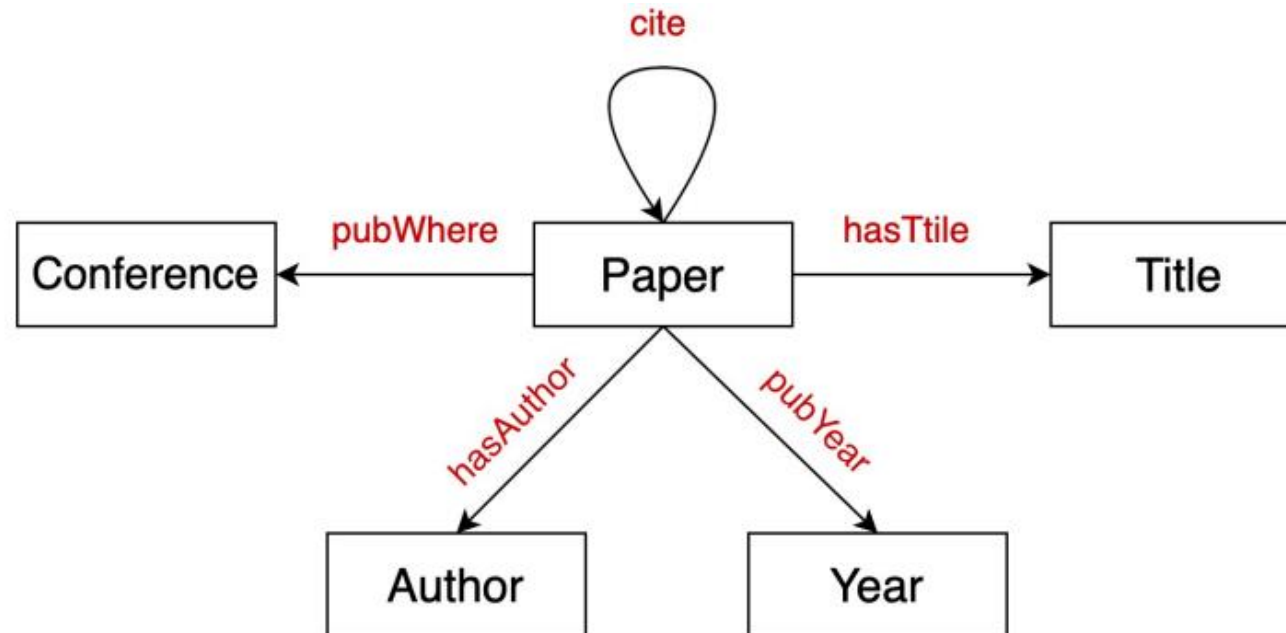 cite
pubWhere
hasTtile
Conference
Paper
Title
hasAuthor
pubYear
Author
Year